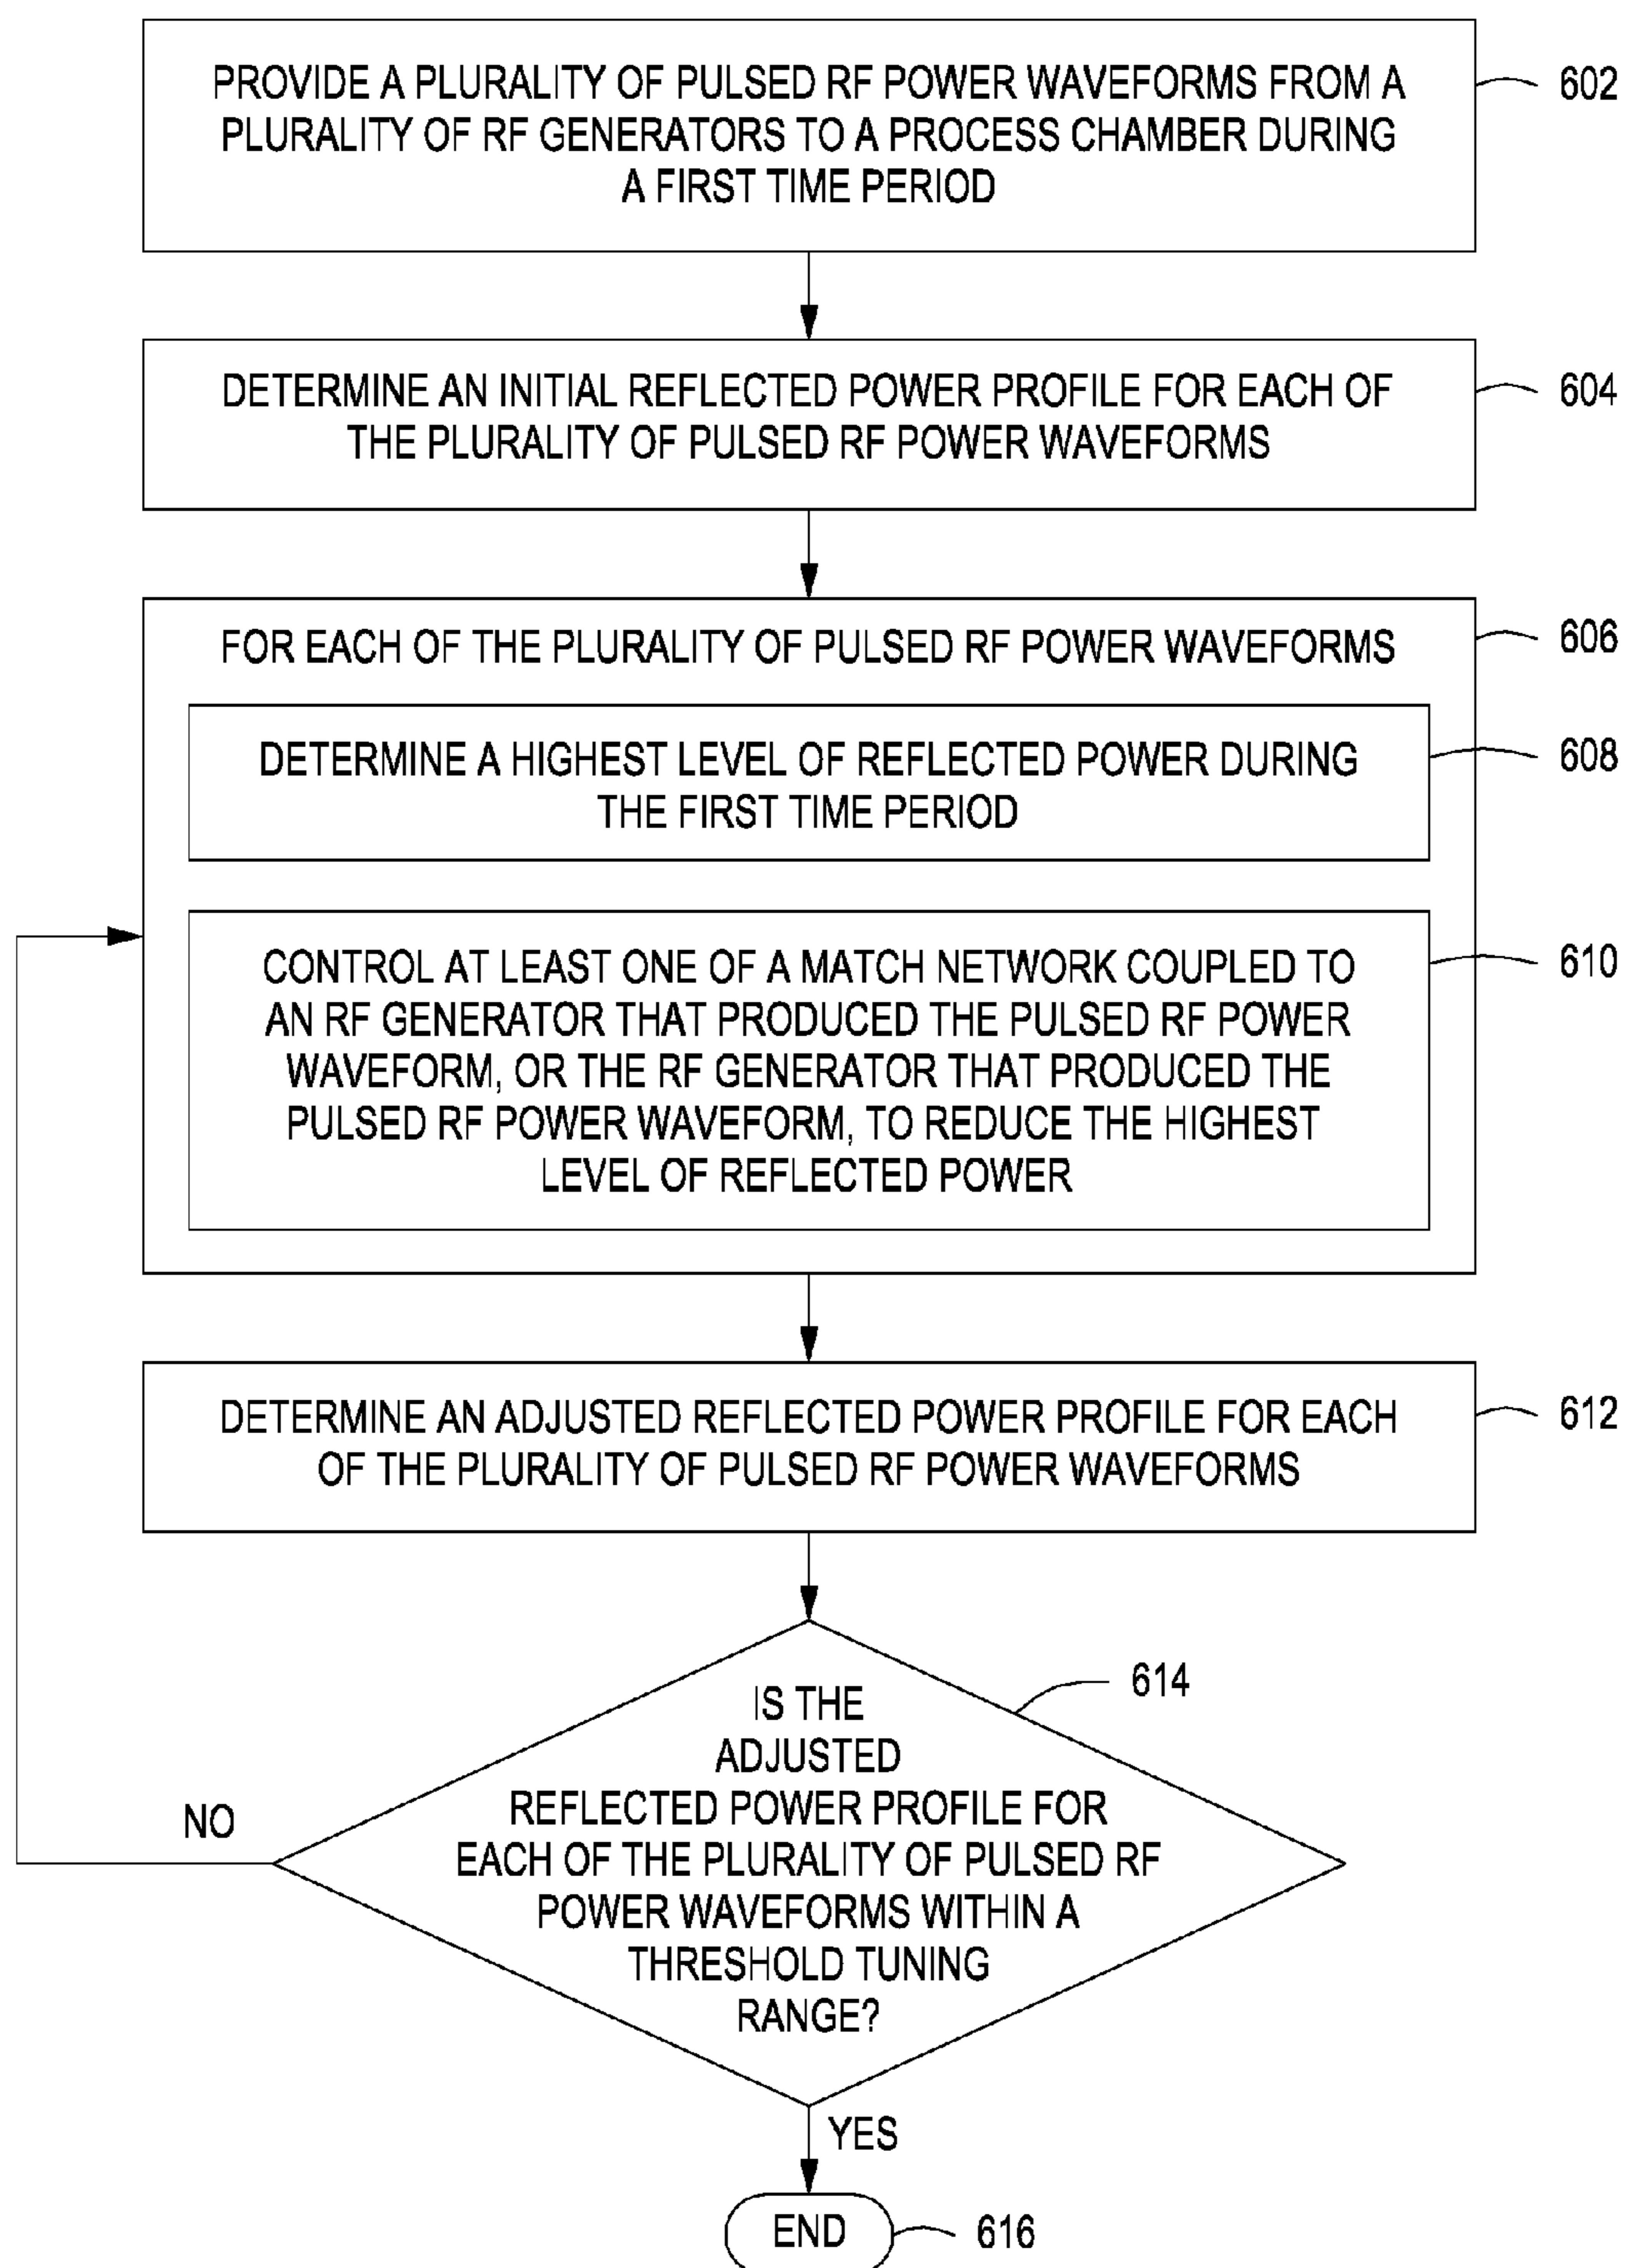 PROVIDE A PLURALITY OF PULSED RF POWER WAVEFORMS FROM A
PLURALITY OF RF GENERATORS TO A PROCESS CHAMBER DURING
A FIRST TIME PERIOD
602
DETERMINE AN INITIAL REFLECTED POWER PROFILE FOR EACH OF
THE PLURALITY OF PULSED RF POWER WAVEFORMS
604
FOR EACH OF THE PLURALITY OF PULSED RF POWER WAVEFORMS
606
DETERMINE A HIGHEST LEVEL OF REFLECTED POWER DURING
THE FIRST TIME PERIOD
608
CONTROL AT LEAST ONE OF A MATCH NETWORK COUPLED TO
AN RF GENERATOR THAT PRODUCED THE PULSED RF POWER
WAVEFORM, OR THE RF GENERATOR THAT PRODUCED THE
PULSED RF POWER WAVEFORM, TO REDUCE THE HIGHEST
LEVEL OF REFLECTED POWER
610
DETERMINE AN ADJUSTED REFLECTED POWER PROFILE FOR EACH
OF THE PLURALITY OF PULSED RF POWER WAVEFORMS
612
IS THE
ADJUSTED
REFLECTED POWER PROFILE FOR
EACH OF THE PLURALITY OF PULSED RF
POWER WAVEFORMS WITHIN A
THRESHOLD TUNING
RANGE?
614
NO
YES
END
616